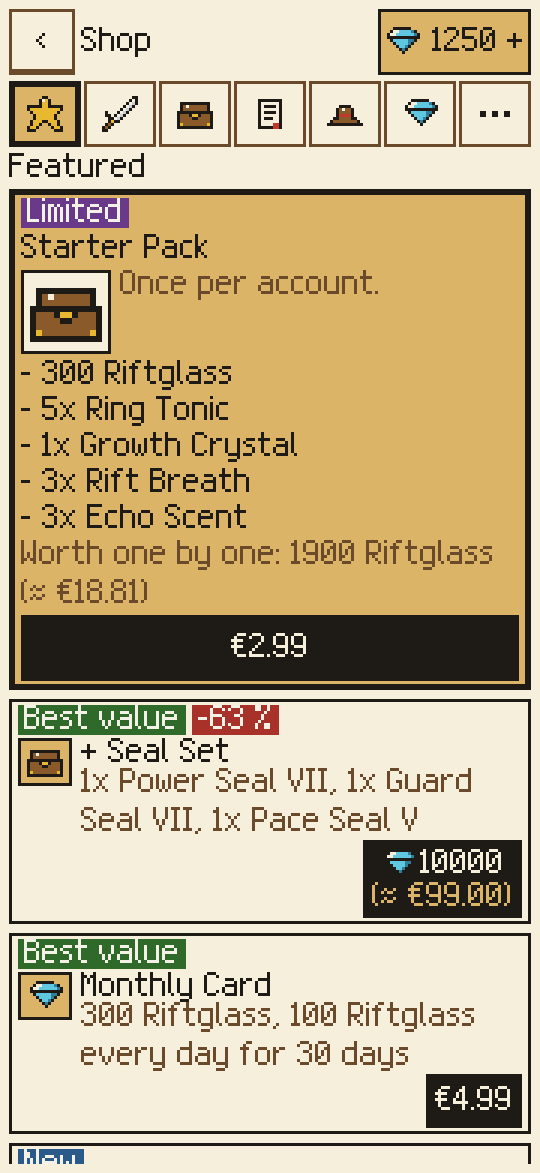 Shop
1250 +
Featured
Limited
Starter Pack
Once per account.
- 300 Riftglass
- 5x Ring Tonic
- 1x Growth Crystal
- 3x Rift Breath
- 3x Echo Scent
Worth one by one: 1900 Riftglass
(≈ €18.81)
€2.99
Best value -63 %
+ Seal Set
1x Power Seal VII, 1x Guard
Seal VII, 1x Pace Seal V
10000
(≈ €99.00)
Best value
Monthly Card
300 Riftglass, 100 Riftglass
every day for 30 days
€4.99
New